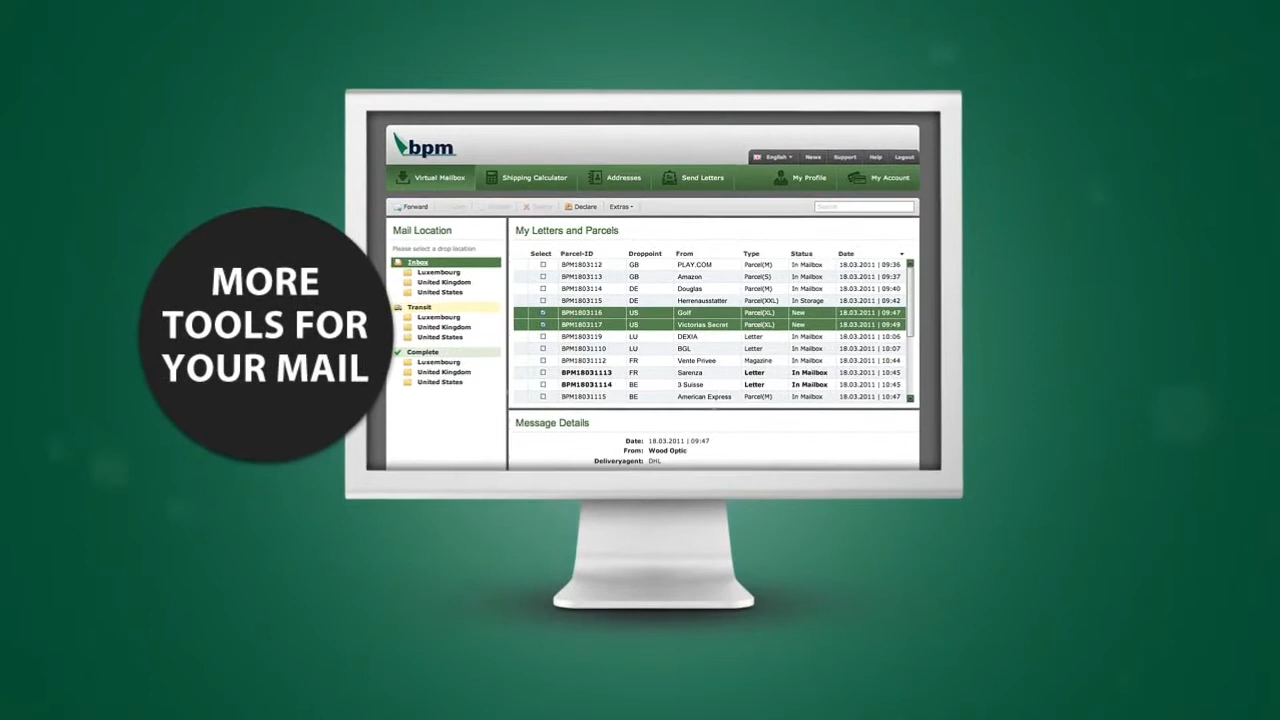 MORE
TOOLS FOR
YOUR MAIL
bpm
English News Support Help Logout
Virtual Mailbox Shipping Calculator Addresses Send Letters My Profile My Account
Forward Declare Extras Search
Mail Location
Please select a drop location
Inbox
Luxembourg
United Kingdom
United States
Transit
Luxembourg
United Kingdom
United States
Complete
Luxembourg
United Kingdom
United States
My Letters and Parcels
Select Parcel-ID Droppoint From Type Status Date
BPM1803112 GB PLAY.COM Parcel(M) In Mailbox 18.03.2011 | 09:36
BPM1803113 GB Amazon Parcel(S) In Mailbox 18.03.2011 | 09:37
BPM1803114 DE Douglas Parcel(M) In Mailbox 18.03.2011 | 09:40
BPM1803115 DE Herrenausstatter Parcel(XXL) In Storage 18.03.2011 | 09:42
BPM1803116 US Golf Parcel(XL) New 18.03.2011 | 09:47
BPM1803117 US Victorias Secret Parcel(XL) New 18.03.2011 | 09:49
BPM1803119 LU DEXIA Letter In Mailbox 18.03.2011 | 10:06
BPM1803110 LU BGL Letter In Mailbox 18.03.2011 | 10:07
BPM18031112 FR Vente Privee Magazine In Mailbox 18.03.2011 | 10:44
BPM18031113 FR Sarenza Letter In Mailbox 18.03.2011 | 10:45
BPM18031114 BE 3 Suisse Letter In Mailbox 18.03.2011 | 10:45
BPM18031115 BE American Express Parcel(M) In Mailbox 18.03.2011 | 10:47
Message Details
Date: 18.03.2011 | 09:47
From: Wood Optic
Deliveryagent: DHL